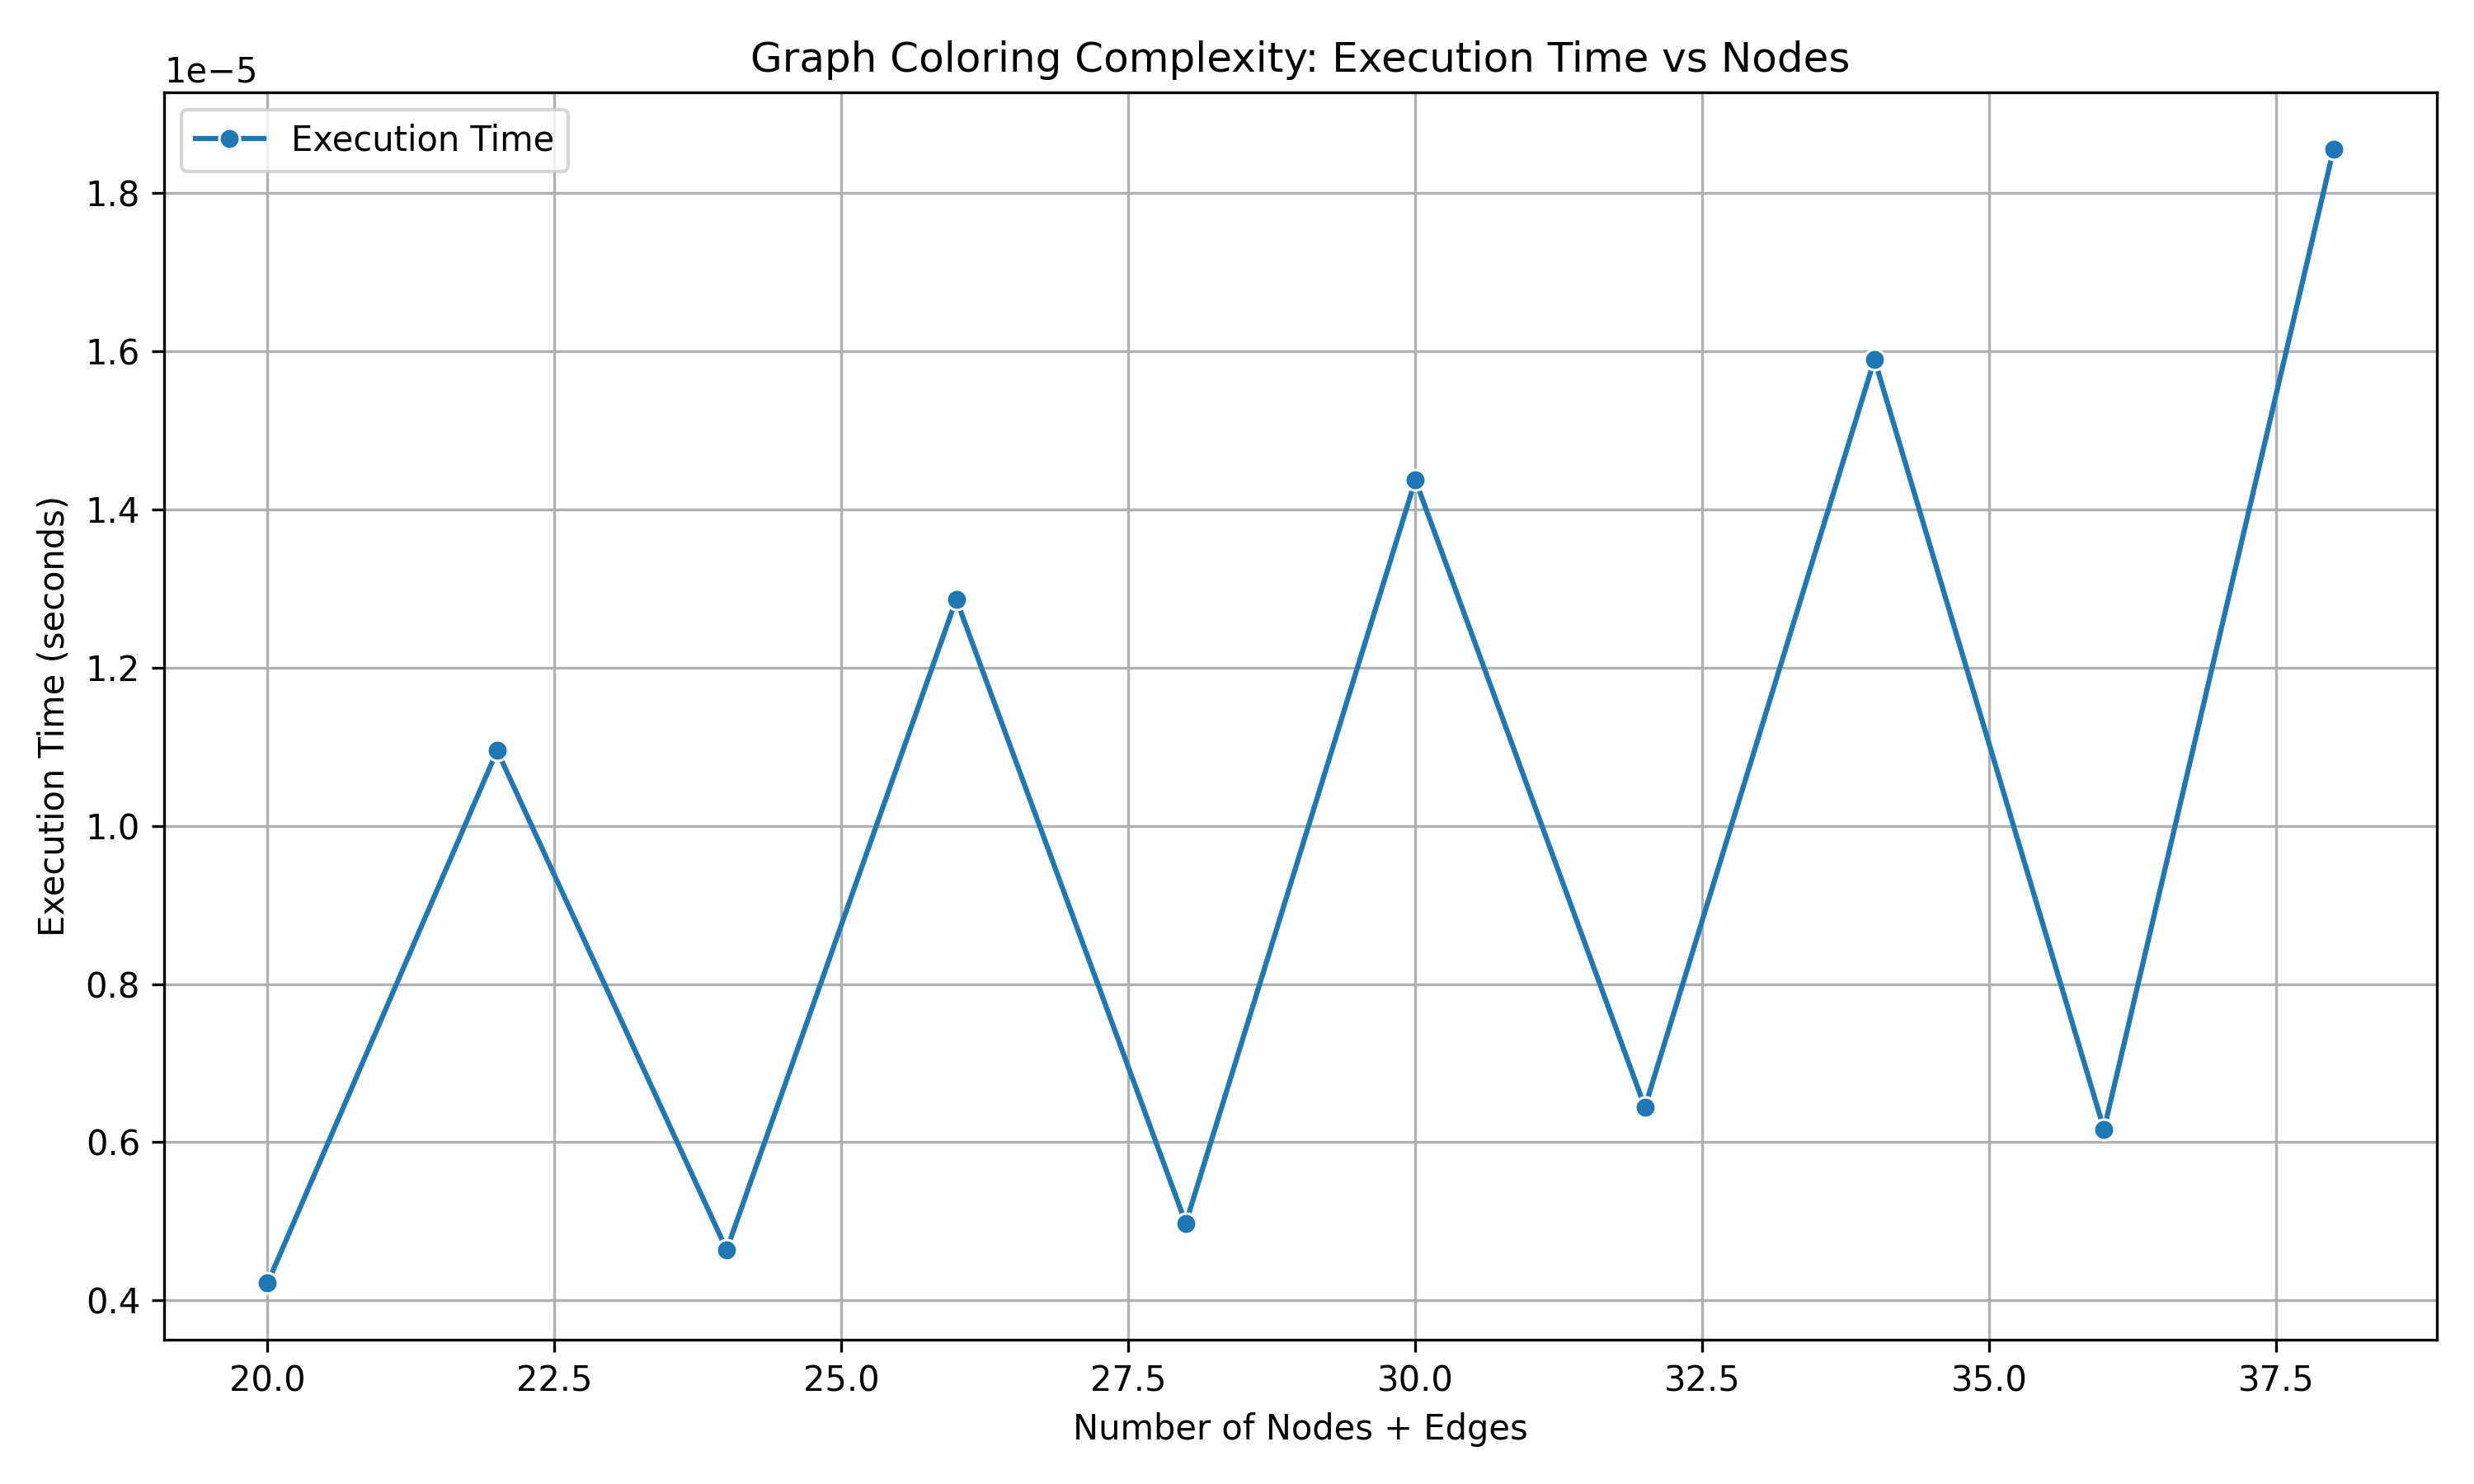 Graph Coloring Complexity: Execution Time vs Nodes
1e−5
Execution Time
1.8
1.6
1.4
1.2
1.0
0.8
0.6
0.4
Execution Time (seconds)
20.0 22.5 25.0 27.5 30.0 32.5 35.0 37.5
Number of Nodes + Edges